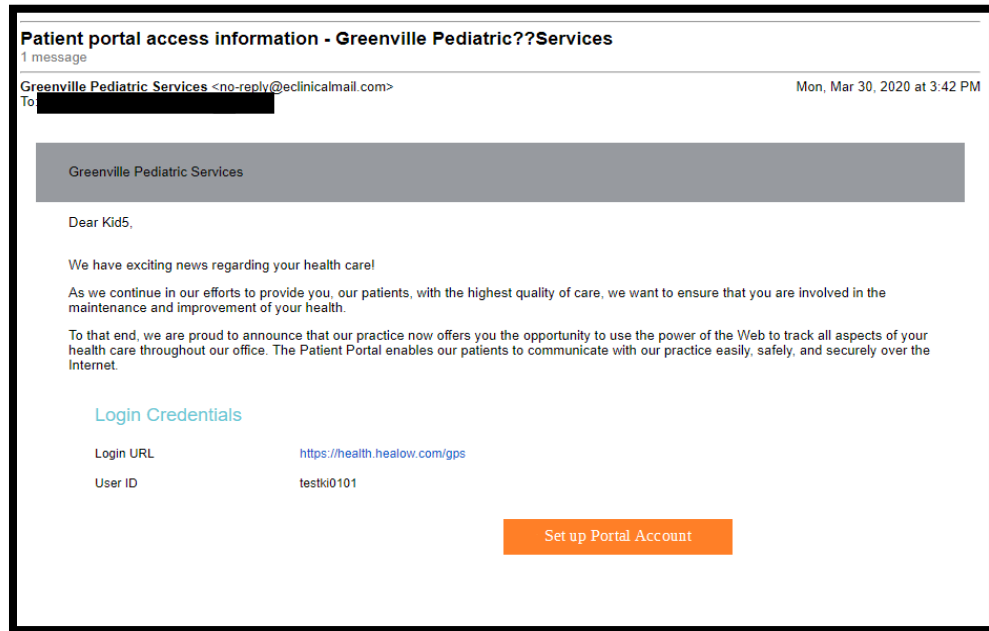 Patient portal access information - Greenville Pediatric??Services
1 message
Greenville Pediatric Services <no-reply@eclinicalmail.com>
Mon, Mar 30, 2020 at 3:42 PM
To:
Greenville Pediatric Services
Dear Kid5,
We have exciting news regarding your health care!
As we continue in our efforts to provide you, our patients, with the highest quality of care, we want to ensure that you are involved in the
maintenance and improvement of your health.
To that end, we are proud to announce that our practice now offers you the opportunity to use the power of the Web to track all aspects of your
health care throughout our office. The Patient Portal enables our patients to communicate with our practice easily, safely, and securely over the
Internet.
Login Credentials
Login URL https://health.healow.com/gps
User ID testki0101
Set up Portal Account